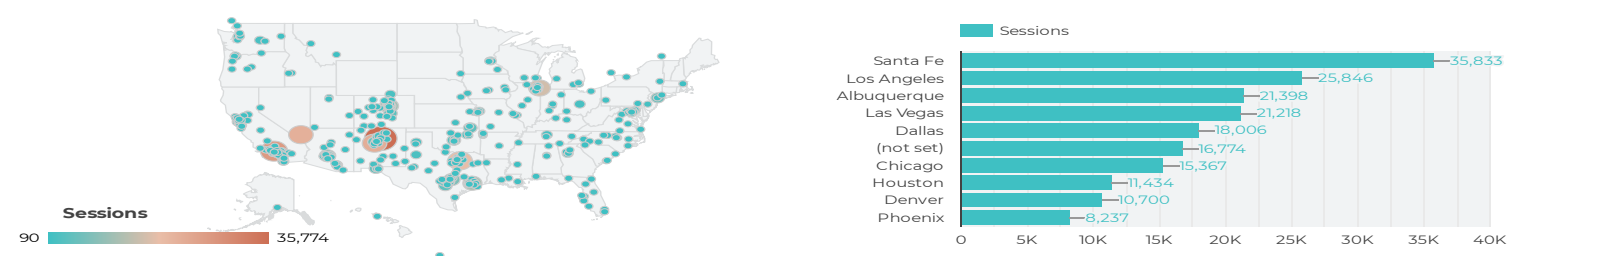 Sessions
90 35,774
Sessions
Santa Fe 35,833
Los Angeles 25,846
Albuquerque 21,398
Las Vegas 21,218
Dallas 18,006
(not set) 16,774
Chicago 15,367
Houston 11,434
Denver 10,700
Phoenix 8,237
0 5K 10K 15K 20K 25K 30K 35K 40K